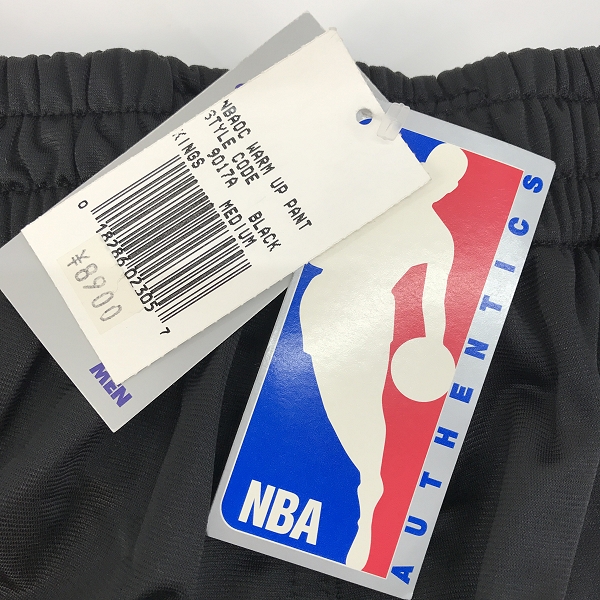 NBAOC WARM UP PANT
STYLE CODE
9017A BLACK
KINGS MEDIUM
0 18286 02305 7
¥8900
MEN
NBA
AUTHENTICS